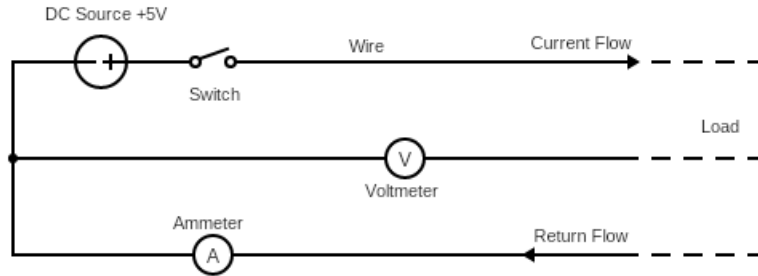 DC Source +5V
Wire
Current Flow
Switch
Load
V
Voltmeter
Ammeter
Return Flow
A